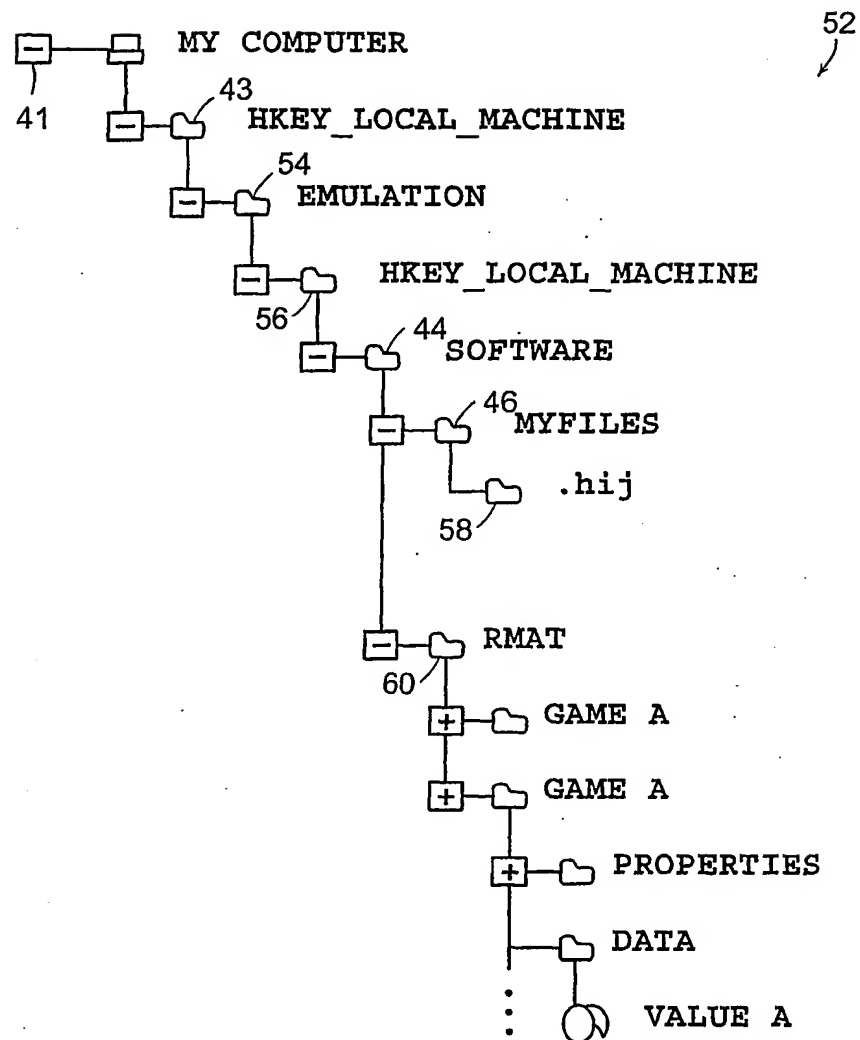 52
MY COMPUTER
41
43
HKEY_LOCAL_MACHINE
54
EMULATION
HKEY_LOCAL_MACHINE
56
44
SOFTWARE
46
MYFILES
.hij
58
RMAT
60
GAME A
GAME A
PROPERTIES
DATA
VALUE A